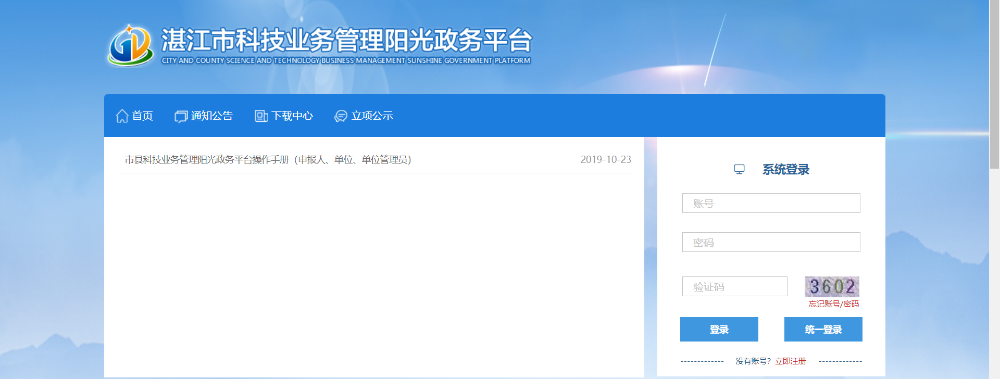 湛江市科技业务管理阳光政务平台
CITY AND COUNTY SCIENCE AND TECHNOLOGY BUSINESS MANAGEMENT SUNSHINE GOVERNMENT PLATFORM
首页 通知公告 下载中心 立项公示
市县科技业务管理阳光政务平台操作手册（申报人、单位、单位管理员） 2019-10-23
系统登录
账号
密码
验证码 3602
忘记账号/密码
登录 统一登录
------------- 没有账号？立即注册 -------------